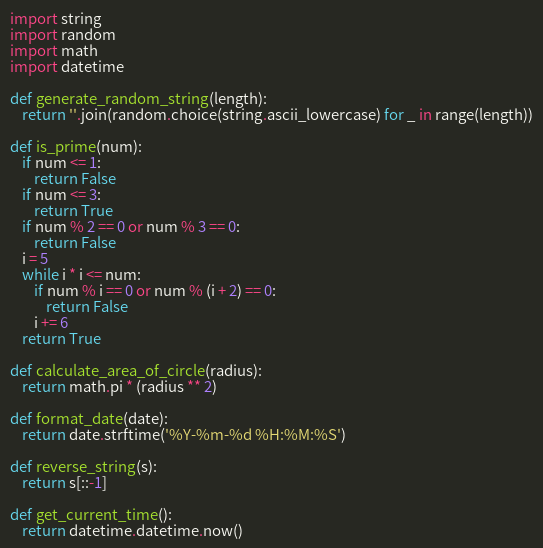 import string
import random
import math
import datetime

def generate_random_string(length):
    return ''.join(random.choice(string.ascii_lowercase) for _ in range(length))

def is_prime(num):
    if num <= 1:
        return False
    if num <= 3:
        return True
    if num % 2 == 0 or num % 3 == 0:
        return False
    i = 5
    while i * i <= num:
        if num % i == 0 or num % (i + 2) == 0:
            return False
        i += 6
    return True

def calculate_area_of_circle(radius):
    return math.pi * (radius ** 2)

def format_date(date):
    return date.strftime('%Y-%m-%d %H:%M:%S')

def reverse_string(s):
    return s[::-1]

def get_current_time():
    return datetime.datetime.now()